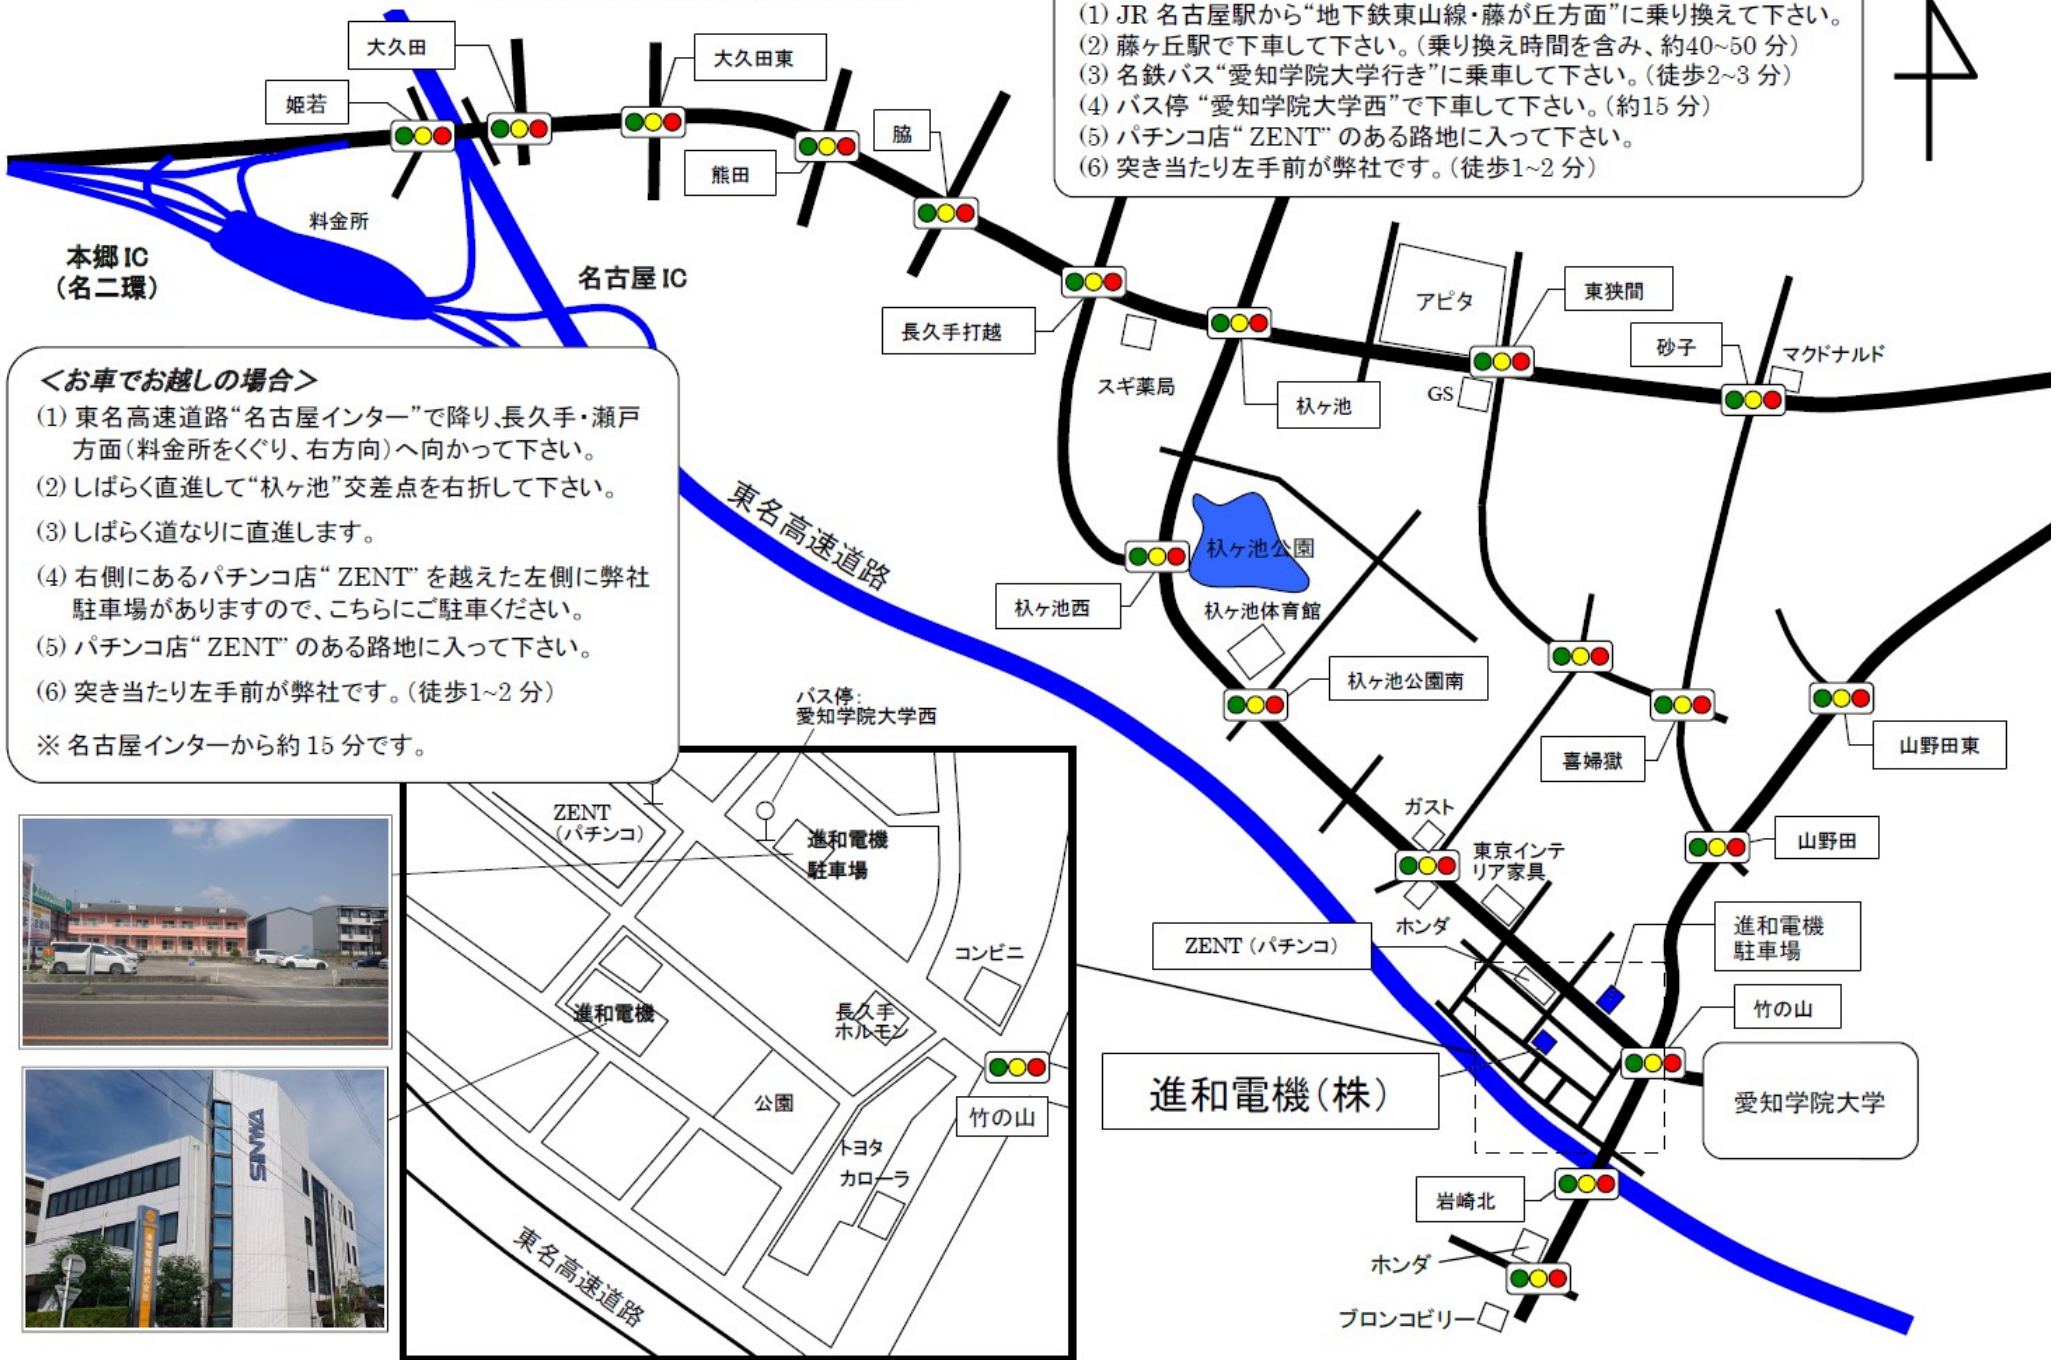 (1) JR 名古屋駅から“地下鉄東山線・藤が丘方面”に乗り換えて下さい。
(2) 藤ヶ丘駅で下車して下さい。（乗り換え時間を含み、約40~50 分）
(3) 名鉄バス“愛知学院大学行き”に乗車して下さい。（徒歩2~3 分）
(4) バス停 “愛知学院大学西”で下車して下さい。（約15 分）
(5) パチンコ店“ ZENT” のある路地に入って下さい。
(6) 突き当たり左手前が弊社です。（徒歩1~2 分）
大久田
大久田東
姫若
熊田
脇
料金所
本郷 IC
（名二環）
名古屋 IC
長久手打越
スギ薬局
杁ヶ池
アピタ
GS
東狭間
砂子
マクドナルド
＜お車でお越しの場合＞
(1) 東名高速道路“名古屋インター”で降り、長久手・瀬戸
方面（料金所をくぐり、右方向）へ向かって下さい。
(2) しばらく直進して“杁ヶ池”交差点を右折して下さい。
(3) しばらく道なりに直進します。
(4) 右側にあるパチンコ店“ ZENT” を越えた左側に弊社
駐車場がありますので、こちらにご駐車ください。
(5) パチンコ店“ ZENT” のある路地に入って下さい。
(6) 突き当たり左手前が弊社です。（徒歩1~2 分）
※ 名古屋インターから約 15 分です。
東名高速道路
杁ヶ池公園
杁ヶ池西
杁ヶ池体育館
杁ヶ池公園南
喜婦獄
山野田東
山野田
ガスト
東京インテ
リア家具
ホンダ
ZENT （パチンコ）
進和電機
駐車場
竹の山
進和電機（株）
愛知学院大学
岩崎北
ホンダ
ブロンコビリー
バス停：
愛知学院大学西
ZENT
（パチンコ）
進和電機
駐車場
コンビニ
進和電機
長久手
ホルモン
公園
竹の山
トヨタ
カローラ
東名高速道路
SINWA